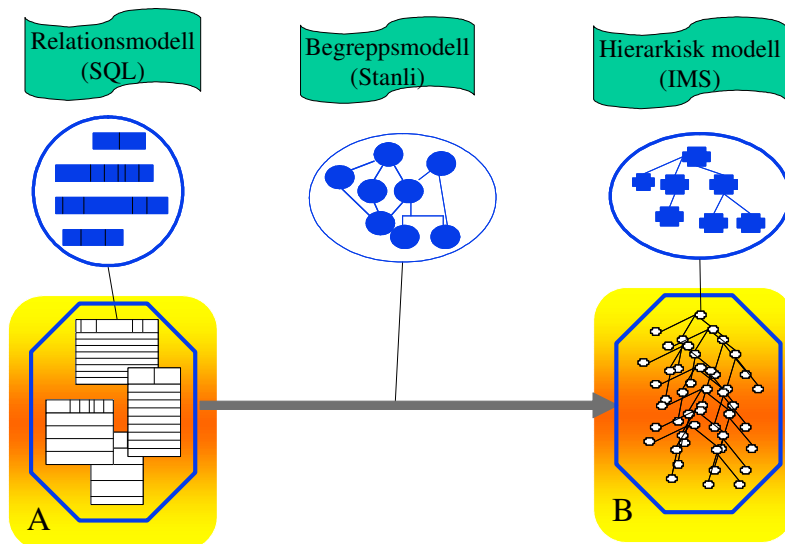 Relationsmodell
(SQL)
Begreppsmodell
(Stanli)
Hierarkisk modell
(IMS)
A
B